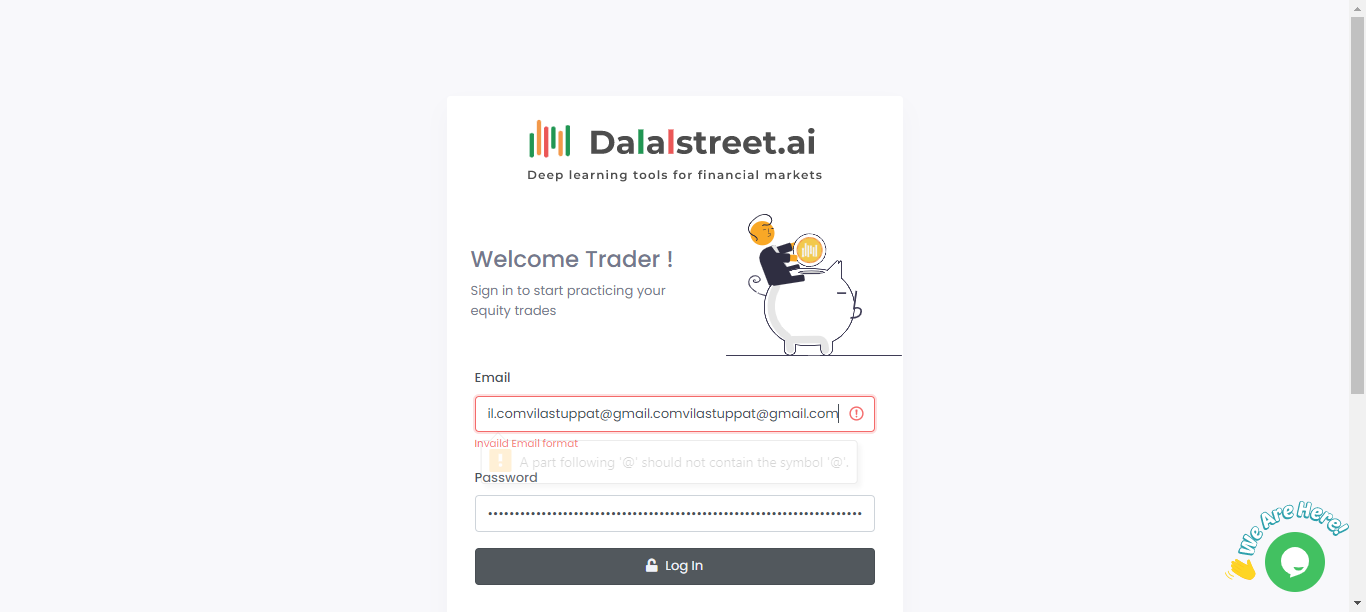 Dalalstreet.ai
Deep learning tools for financial markets
Welcome Trader !
Sign in to start practicing your
equity trades
Email
il.comvilastuppat@gmail.comvilastuppat@gmail.com
Invaild Email format
A part following '@' should not contain the symbol '@'.
Password
Log In
We Are Here!